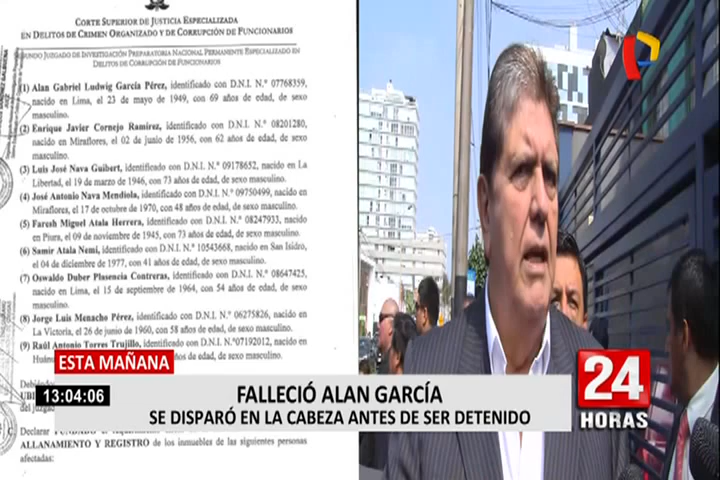 CORTE SUPERIOR DE JUSTICIA ESPECIALIZADA
EN DELITOS DE CRIMEN ORGANIZADO Y DE CORRUPCIÓN DE FUNCIONARIOS
JUZGADO DE INVESTIGACIÓN PREPARATORIA NACIONAL PERMANENTE ESPECIALIZADO EN
DELITOS DE CORRUPCIÓN DE FUNCIONARIOS
(1) Alan Gabriel Ludwig García Pérez, identificado con D.N.I. N.° 07768359,
nacido en Lima, el 23 de mayo de 1949, con 69 años de edad, de sexo
masculino.
(2) Enrique Javier Cornejo Ramírez, identificado con D.N.I. N.° 08201280,
nacido en Miraflores, el 02 de junio de 1956, con 62 años de edad, de sexo
masculino.
(3) Luis José Nava Guibert, identificado con D.N.I. N.° 09178652, nacido en La
Libertad, el 19 de marzo de 1946, con 73 años de edad, de sexo masculino.
(4) José Antonio Nava Mendiola, identificado con D.N.I. N.° 09750499, nacido en
Miraflores, el 17 de octubre de 1970, con 48 años de edad, de sexo masculino.
(5) Faresh Miguel Atala Herrera, identificado con D.N.I. N.° 08247933, nacido
en Piura, el 09 de noviembre de 1945, con 73 años de edad, de sexo masculino.
(6) Samir Atala Nemi, identificado con D.N.I. N.° 10543668, nacido en San Isidro,
el 04 de diciembre de 1977, con 41 años de edad, de sexo masculino.
(7) Oswaldo Duber Plasencia Contreras, identificado con D.N.I. N.° 08647425,
nacido en Lima, el 15 de septiembre de 1964, con 54 años de edad, de sexo
masculino.
(8) Jorge Luis Menacho Pérez, identificado con D.N.I. N.° 06275826, nacido en
La Victoria, el 26 de junio de 1960, con 58 años de edad, de sexo masculino.
(9) Raúl Antonio Torres Trujillo, identificado con D.N.I. N.°07192012, nacido en
años de edad, de sexo masculino.
ESTA MAÑANA
13:04:06
FALLECIÓ ALAN GARCÍA
SE DISPARÓ EN LA CABEZA ANTES DE SER DETENIDO
24
HORAS
del juzgado
Declarar FUNDADO
ALLANAMIENTO Y REGISTRO de los inmuebles de las siguientes personas
afectadas: